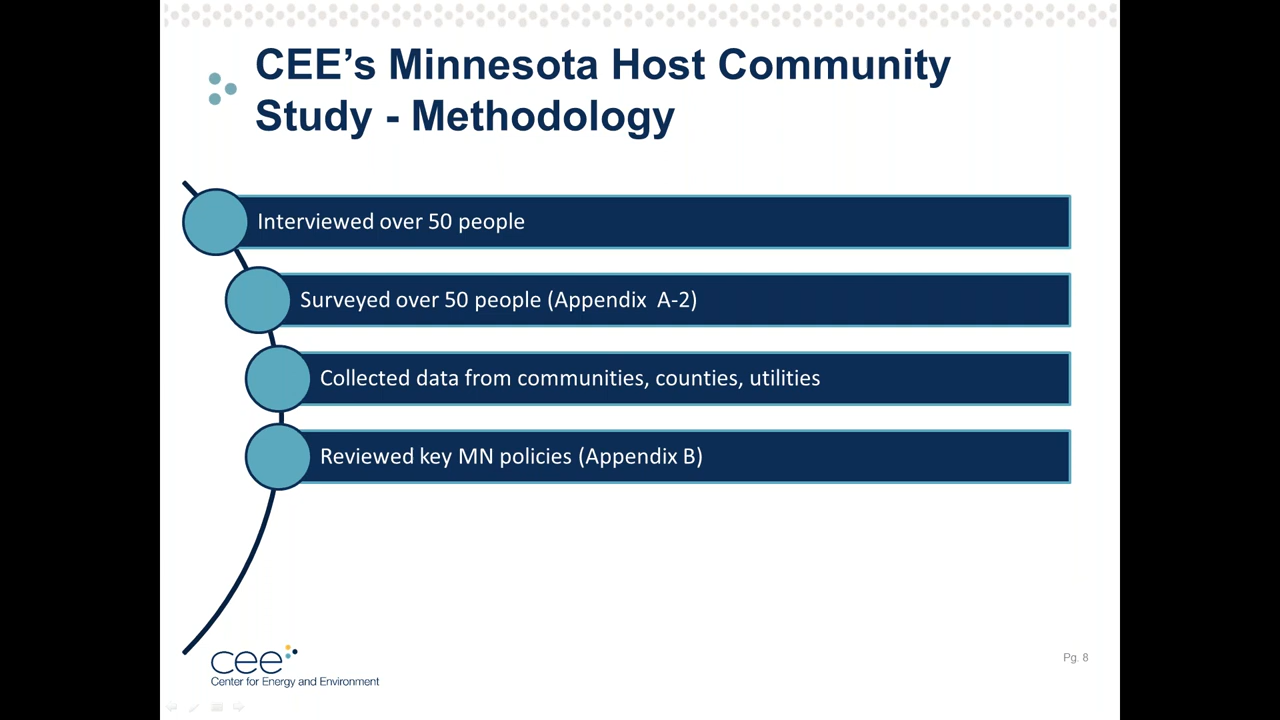 CEE’s Minnesota Host Community
Study - Methodology
Interviewed over 50 people
Surveyed over 50 people (Appendix  A-2)
Collected data from communities, counties, utilities
Reviewed key MN policies (Appendix B)
cee
Center for Energy and Environment
Pg. 8